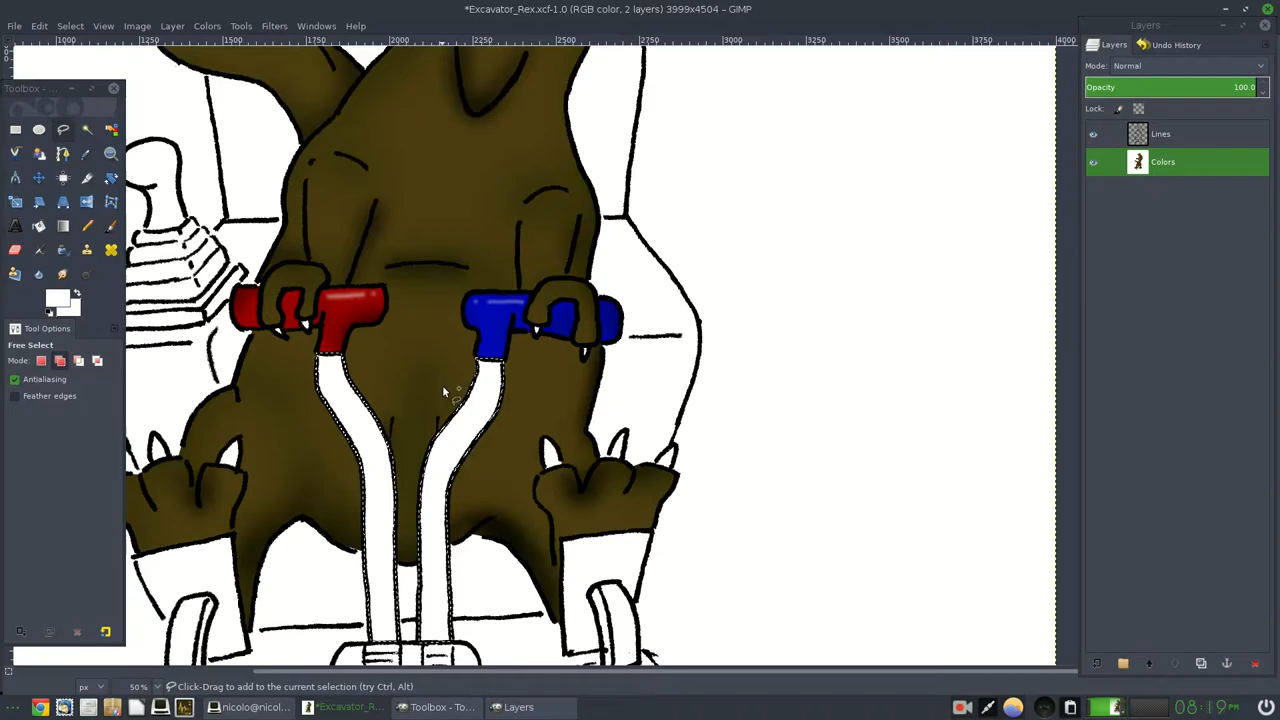 *Excavator_Rex.xcf-1.0 (RGB color, 2 layers) 3999x4504 – GIMP
File Edit Select View Image Layer Colors Tools Filters Windows Help
1000 1250 1500 1750 2000 2250 2500 2750 3000 3250 3500 3750 4000
Toolbox - ...
Tool Options
Free Select
Mode:
Antialiasing
Feather edges
Layers
Layers Undo History
Mode: Normal
Opacity 100.0
Lock:
Lines
Colors
px 50 % Click-Drag to add to the current selection (try Ctrl, Alt)
nicolo@nicol... *Excavator_R... Toolbox - To... Layers 08:19 PM